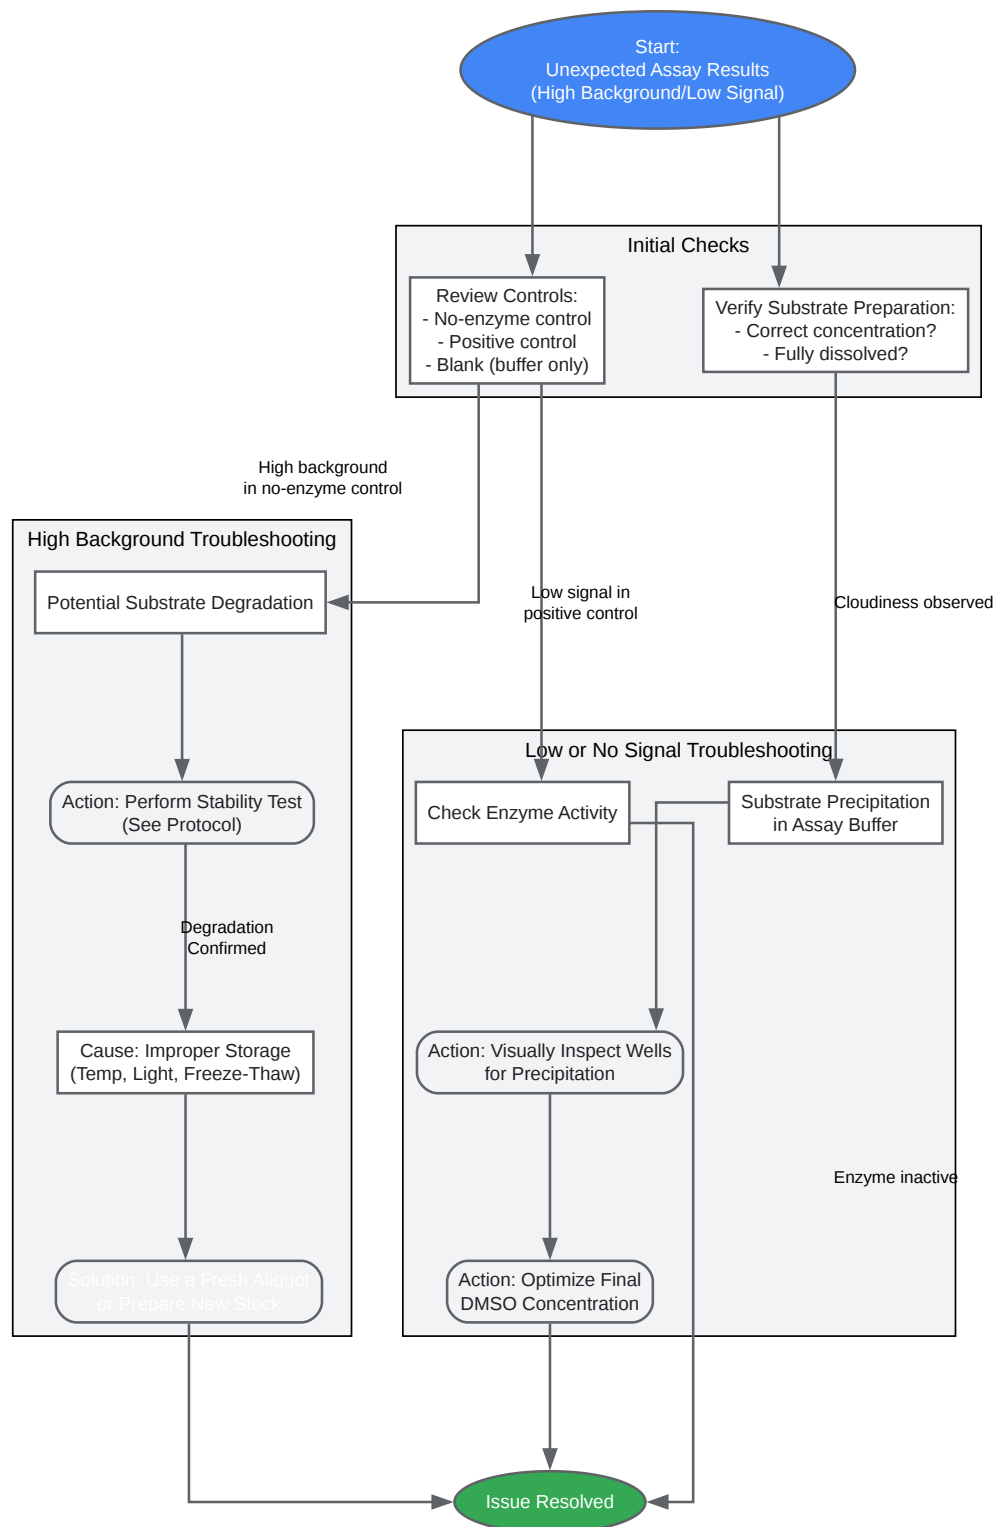 Start:
Unexpected Assay Results
(High Background/Low Signal)
Initial Checks
Review Controls:
- No-enzyme control
- Positive control
- Blank (buffer only)
Verify Substrate Preparation:
- Correct concentration?
- Fully dissolved?
High background
in no-enzyme control
High Background Troubleshooting
Potential Substrate Degradation
Low signal in
positive control
Cloudiness observed
Low or No Signal Troubleshooting
Action: Perform Stability Test
(See Protocol)
Check Enzyme Activity
Substrate Precipitation
in Assay Buffer
Degradation
Confirmed
Cause: Improper Storage
(Temp, Light, Freeze-Thaw)
Action: Visually Inspect Wells
for Precipitation
Enzyme inactive
Solution: Use a Fresh Aliquot
or Prepare New Stock
Action: Optimize Final
DMSO Concentration
Issue Resolved